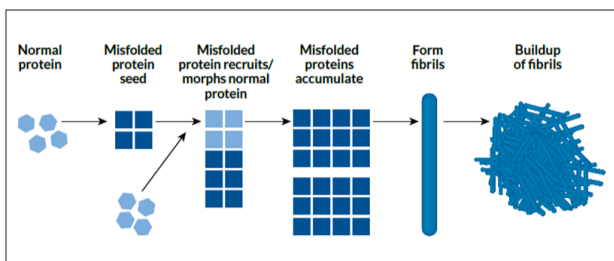 Normal
protein
Misfolded
protein
seed
Misfolded
protein recruits/
morphs normal
protein
Misfolded
proteins
accumulate
Form
fibrils
Buildup
of fibrils